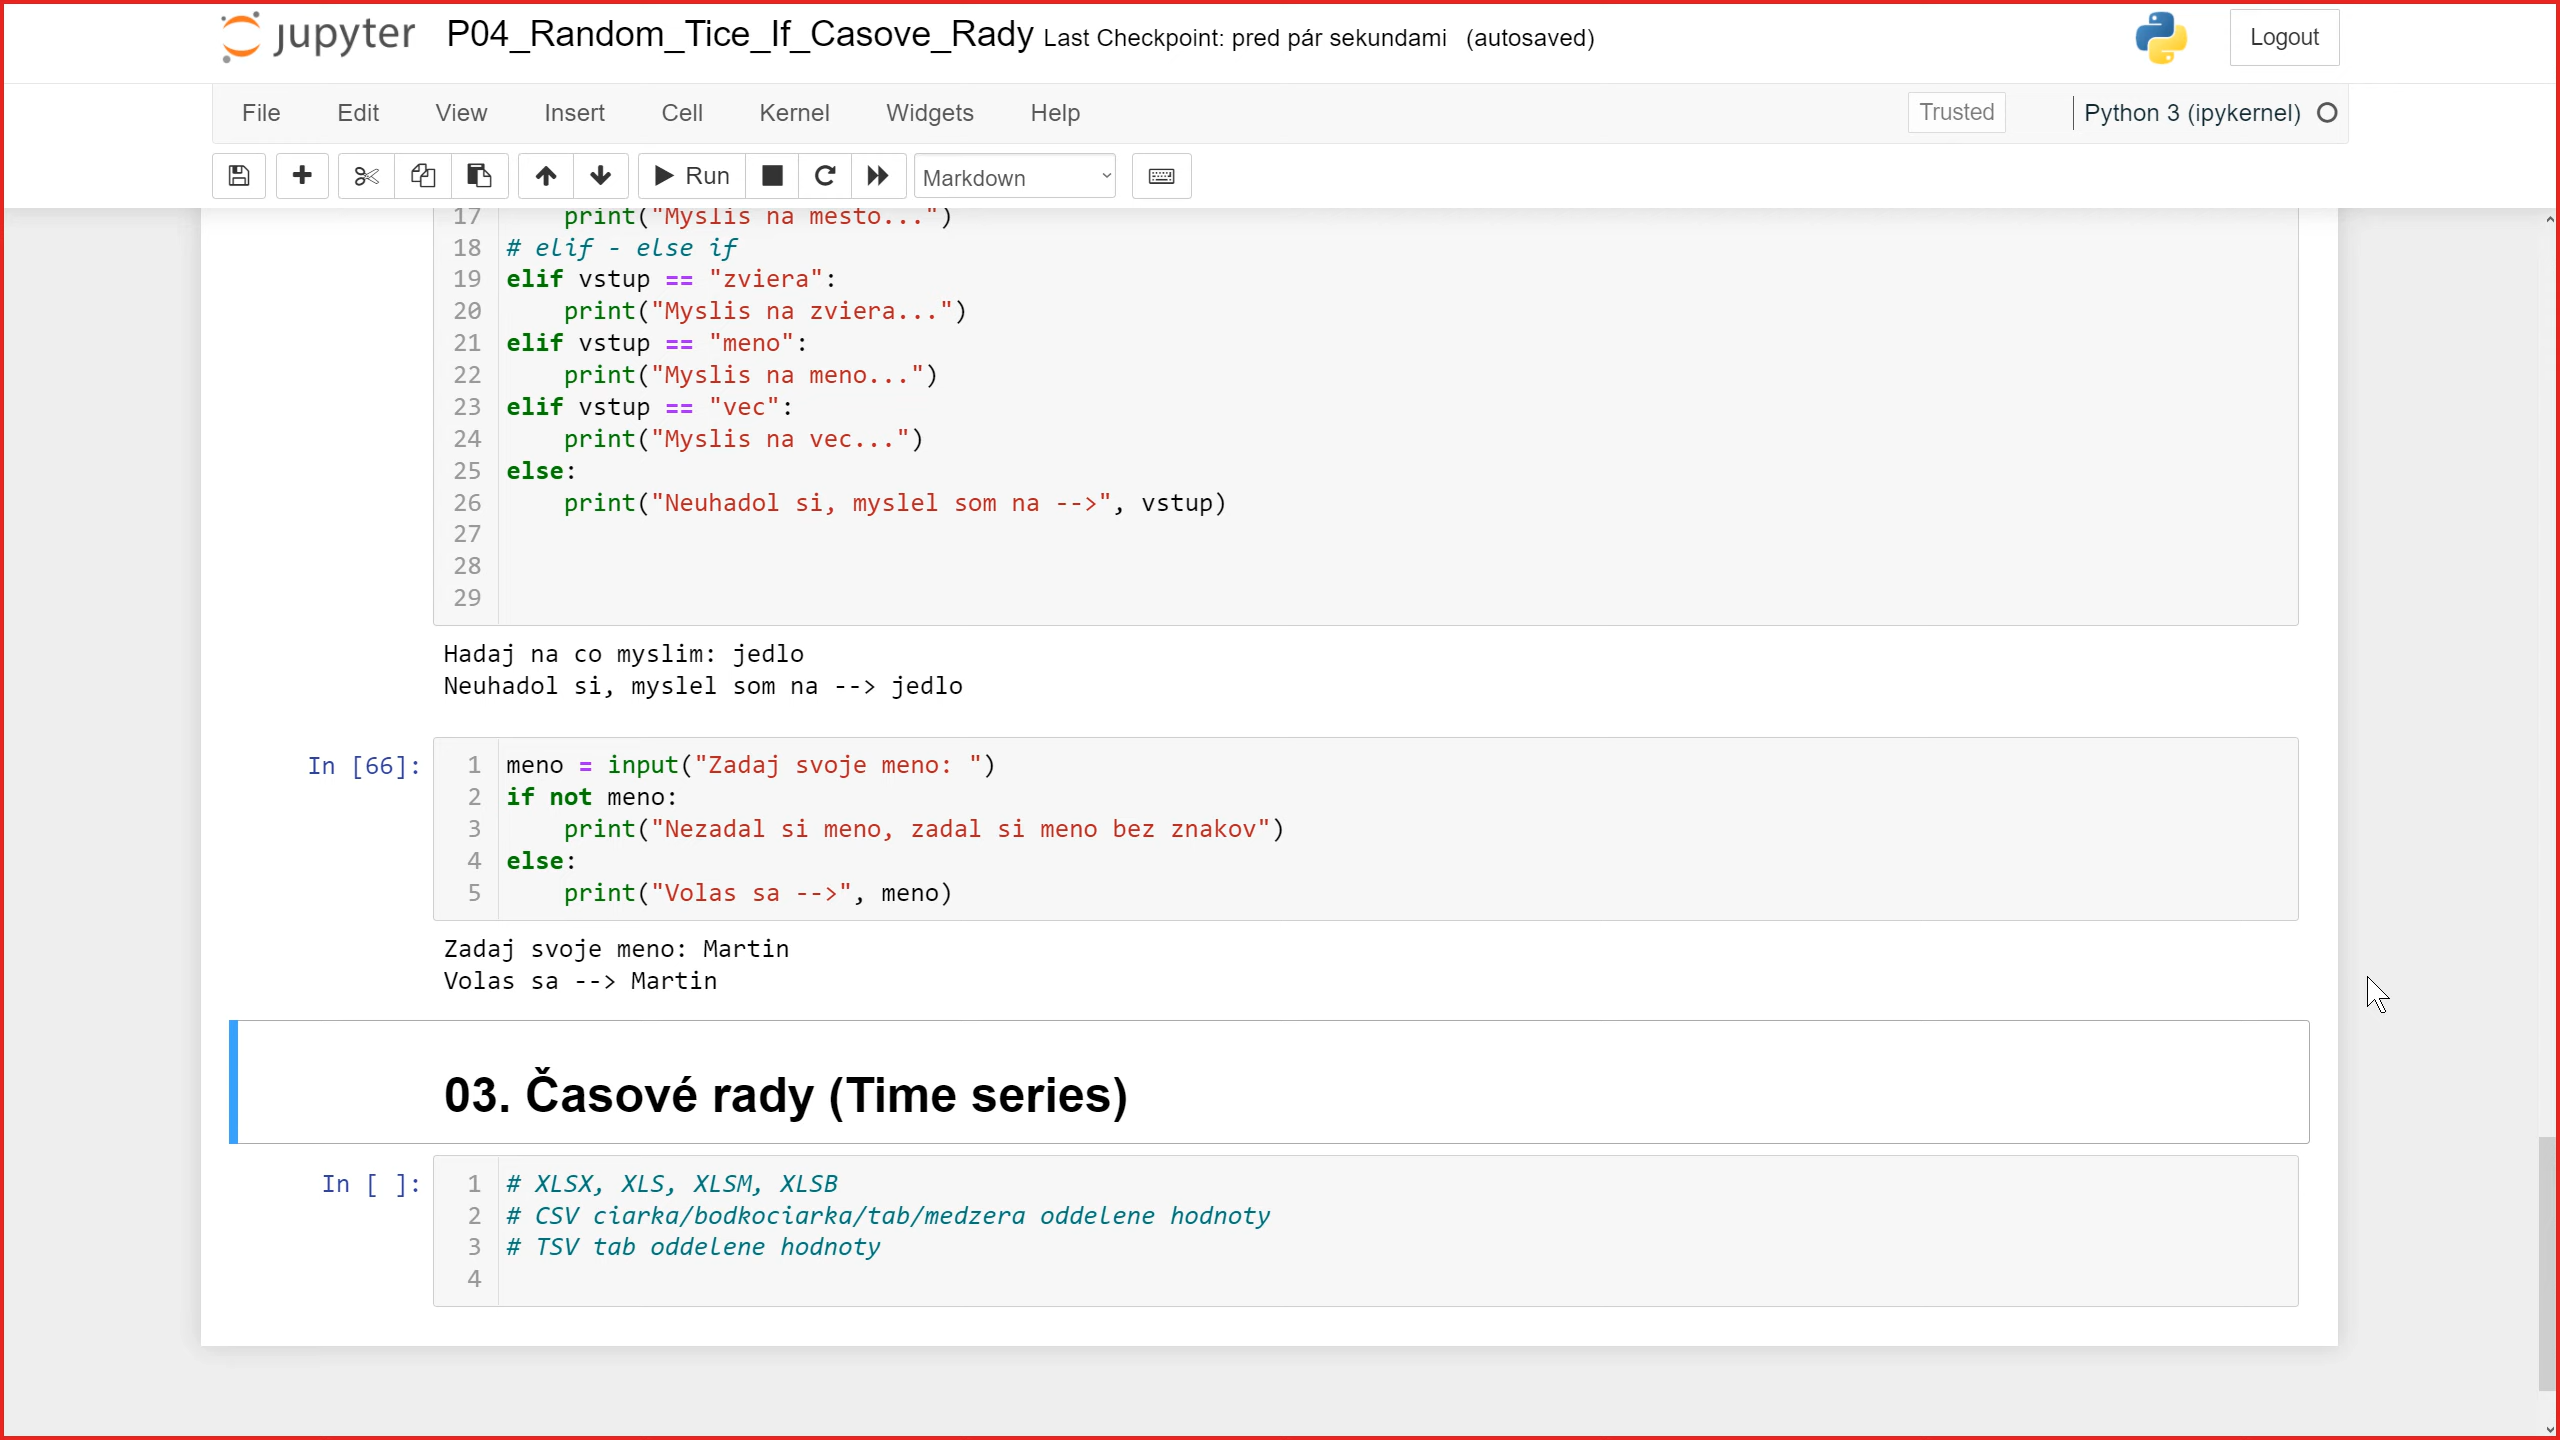 jupyter P04_Random_Tice_If_Casove_Rady Last Checkpoint: pred pár sekundami (autosaved) Logout
File Edit View Insert Cell Kernel Widgets Help Trusted Python 3 (ipykernel)
Run Markdown
17 print("Myslis na mesto...")
18 # elif - else if
19 elif vstup == "zviera":
20 print("Myslis na zviera...")
21 elif vstup == "meno":
22 print("Myslis na meno...")
23 elif vstup == "vec":
24 print("Myslis na vec...")
25 else:
26 print("Neuhadol si, myslel som na -->", vstup)
27
28
29
Hadaj na co myslim: jedlo
Neuhadol si, myslel som na --> jedlo
In [66]: 1 meno = input("Zadaj svoje meno: ")
2 if not meno:
3 print("Nezadal si meno, zadal si meno bez znakov")
4 else:
5 print("Volas sa -->", meno)
Zadaj svoje meno: Martin
Volas sa --> Martin
03. Časové rady (Time series)
In [ ]: 1 # XLSX, XLS, XLSM, XLSB
2 # CSV ciarka/bodkociarka/tab/medzera oddelene hodnoty
3 # TSV tab oddelene hodnoty
4